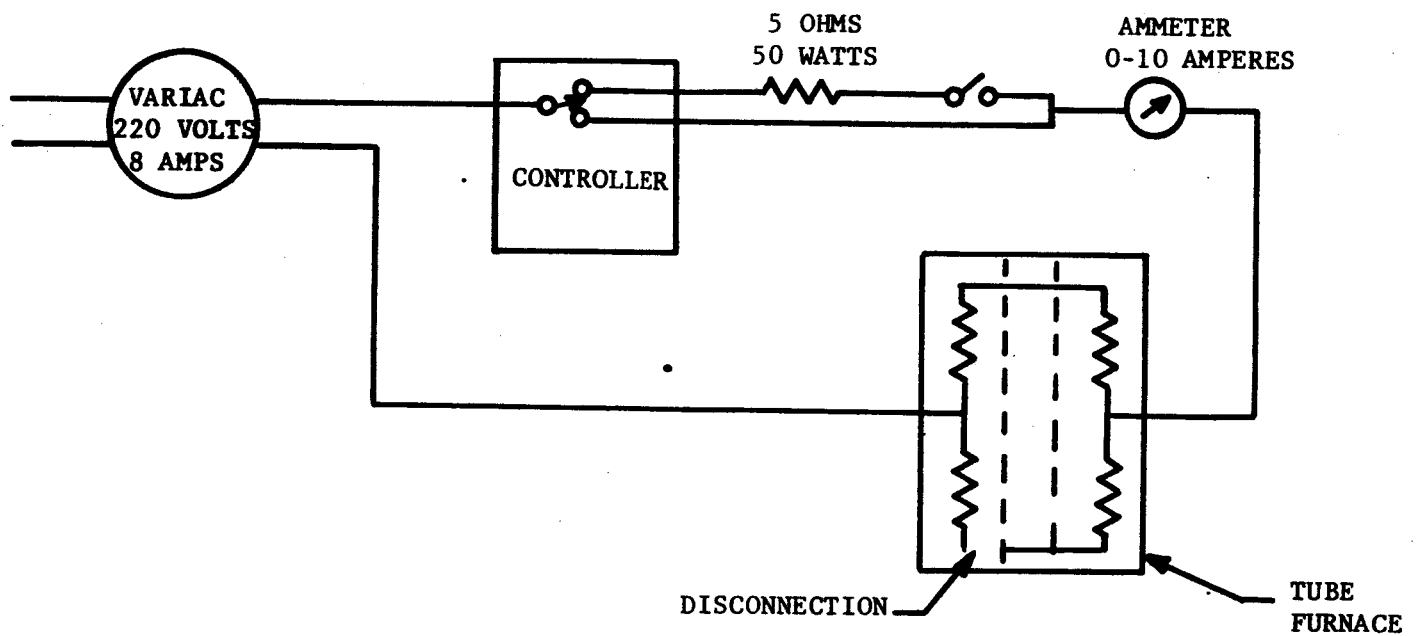 5 OHMS
50 WATTS
AMMETER
0-10 AMPERES
VARIAC
220 VOLTS
8 AMPS
CONTROLLER
DISCONNECTION
TUBE
FURNACE